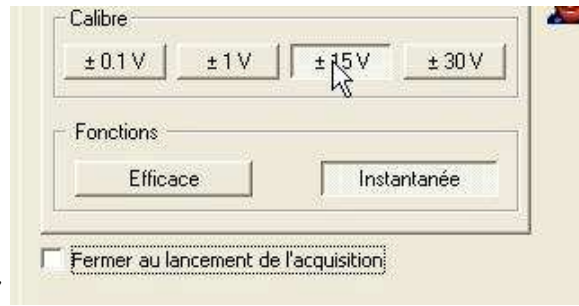 Calibre
± 0.1 V ± 1 V ± 15 V ± 30 V
Fonctions
Efficace Instantanée
Fermer au lancement de l'acquisition